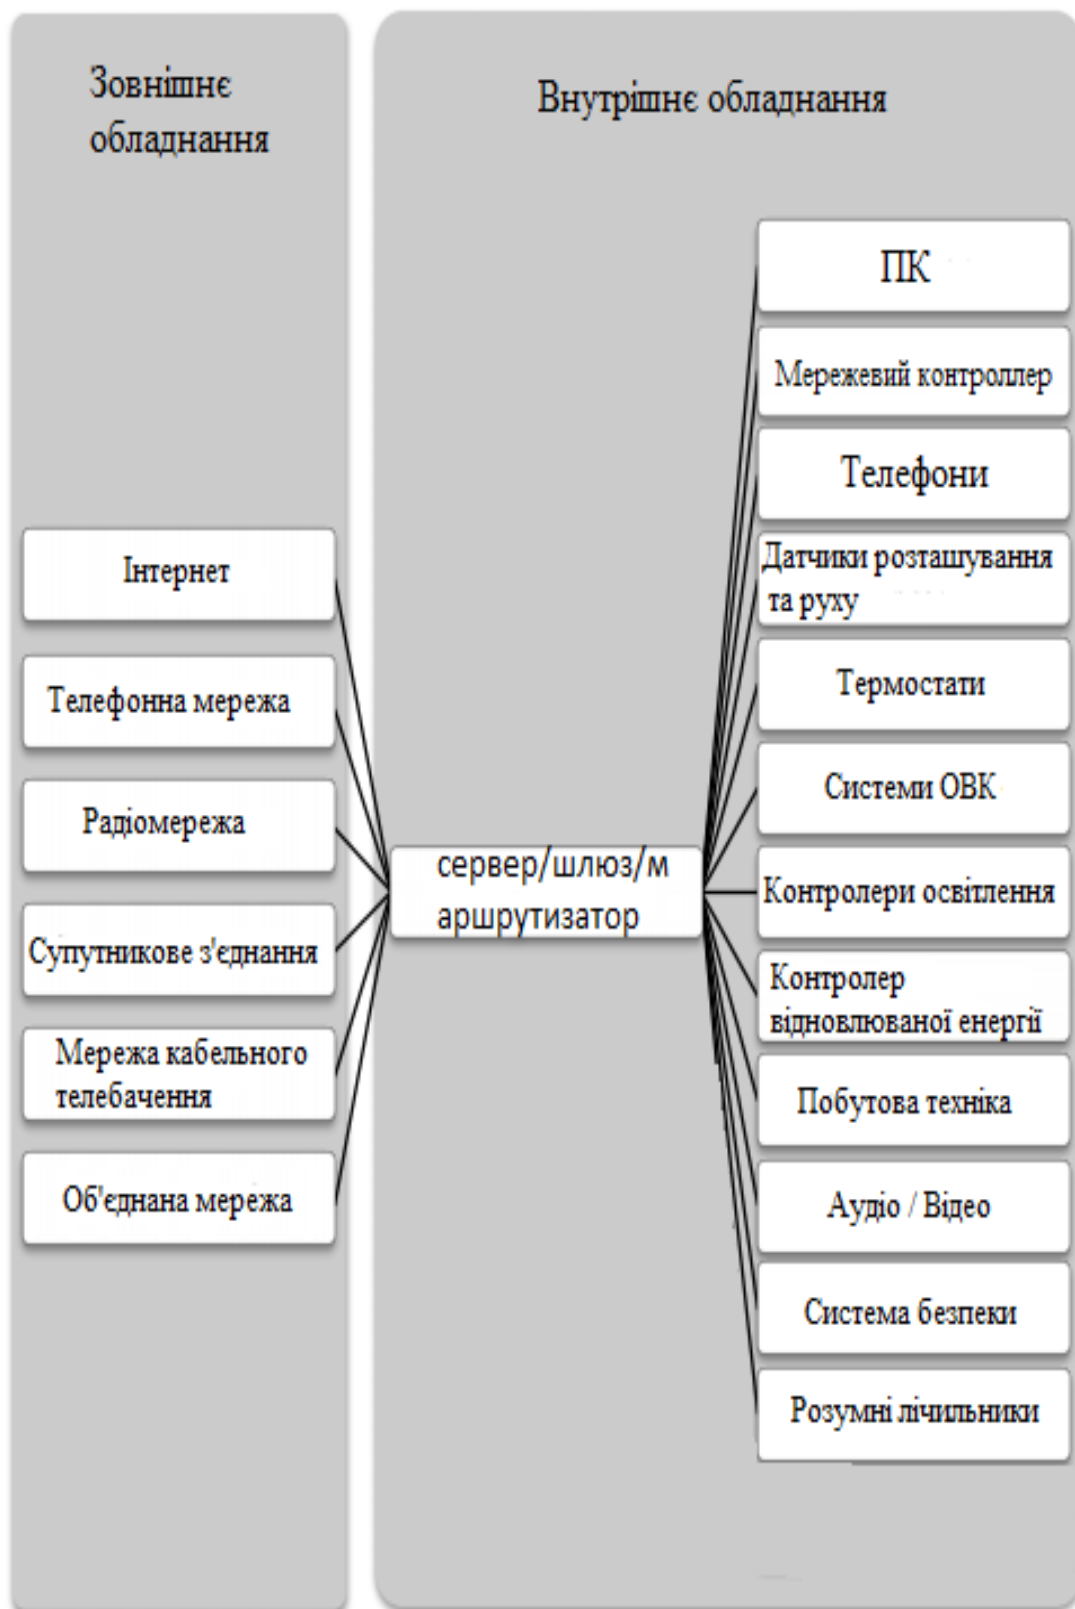 Зовнішнє
обладнання
Внутрішнє обладнання
Інтернет
Телефонна мережа
Радіомережа
Супутникове з'єднання
Мережа кабельного
телебачення
Об'єднана мережа
сервер/шлюз/м
аршрутизатор
ПК
Мережевий контроллер
Телефони
Датчики розташування
та руху
Термостати
Системи ОВК
Контролери освітлення
Контролер
відновлюваної енергії
Побутова техніка
Аудіо / Відео
Система безпеки
Розумні лічильники